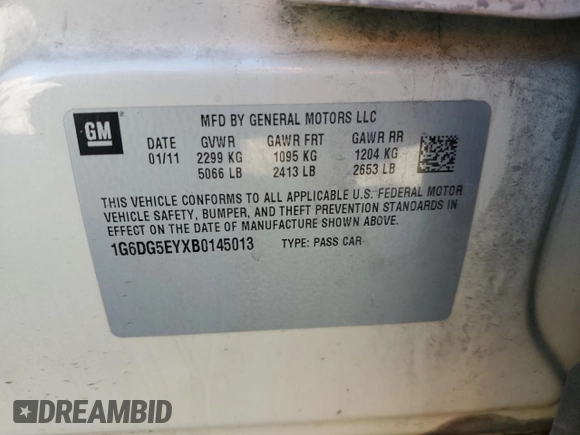 GM
MFD BY GENERAL MOTORS LLC
DATE GVWR GAWR FRT GAWR RR
01/11 2299 KG 1095 KG 1204 KG
5066 LB 2413 LB 2653 LB
THIS VEHICLE CONFORMS TO ALL APPLICABLE U.S. FEDERAL MOTOR
VEHICLE SAFETY, BUMPER, AND THEFT PREVENTION STANDARDS IN
EFFECT ON THE DATE OF MANUFACTURE SHOWN ABOVE.
1G6DG5EYXB0145013 TYPE: PASS CAR
DREAMBID